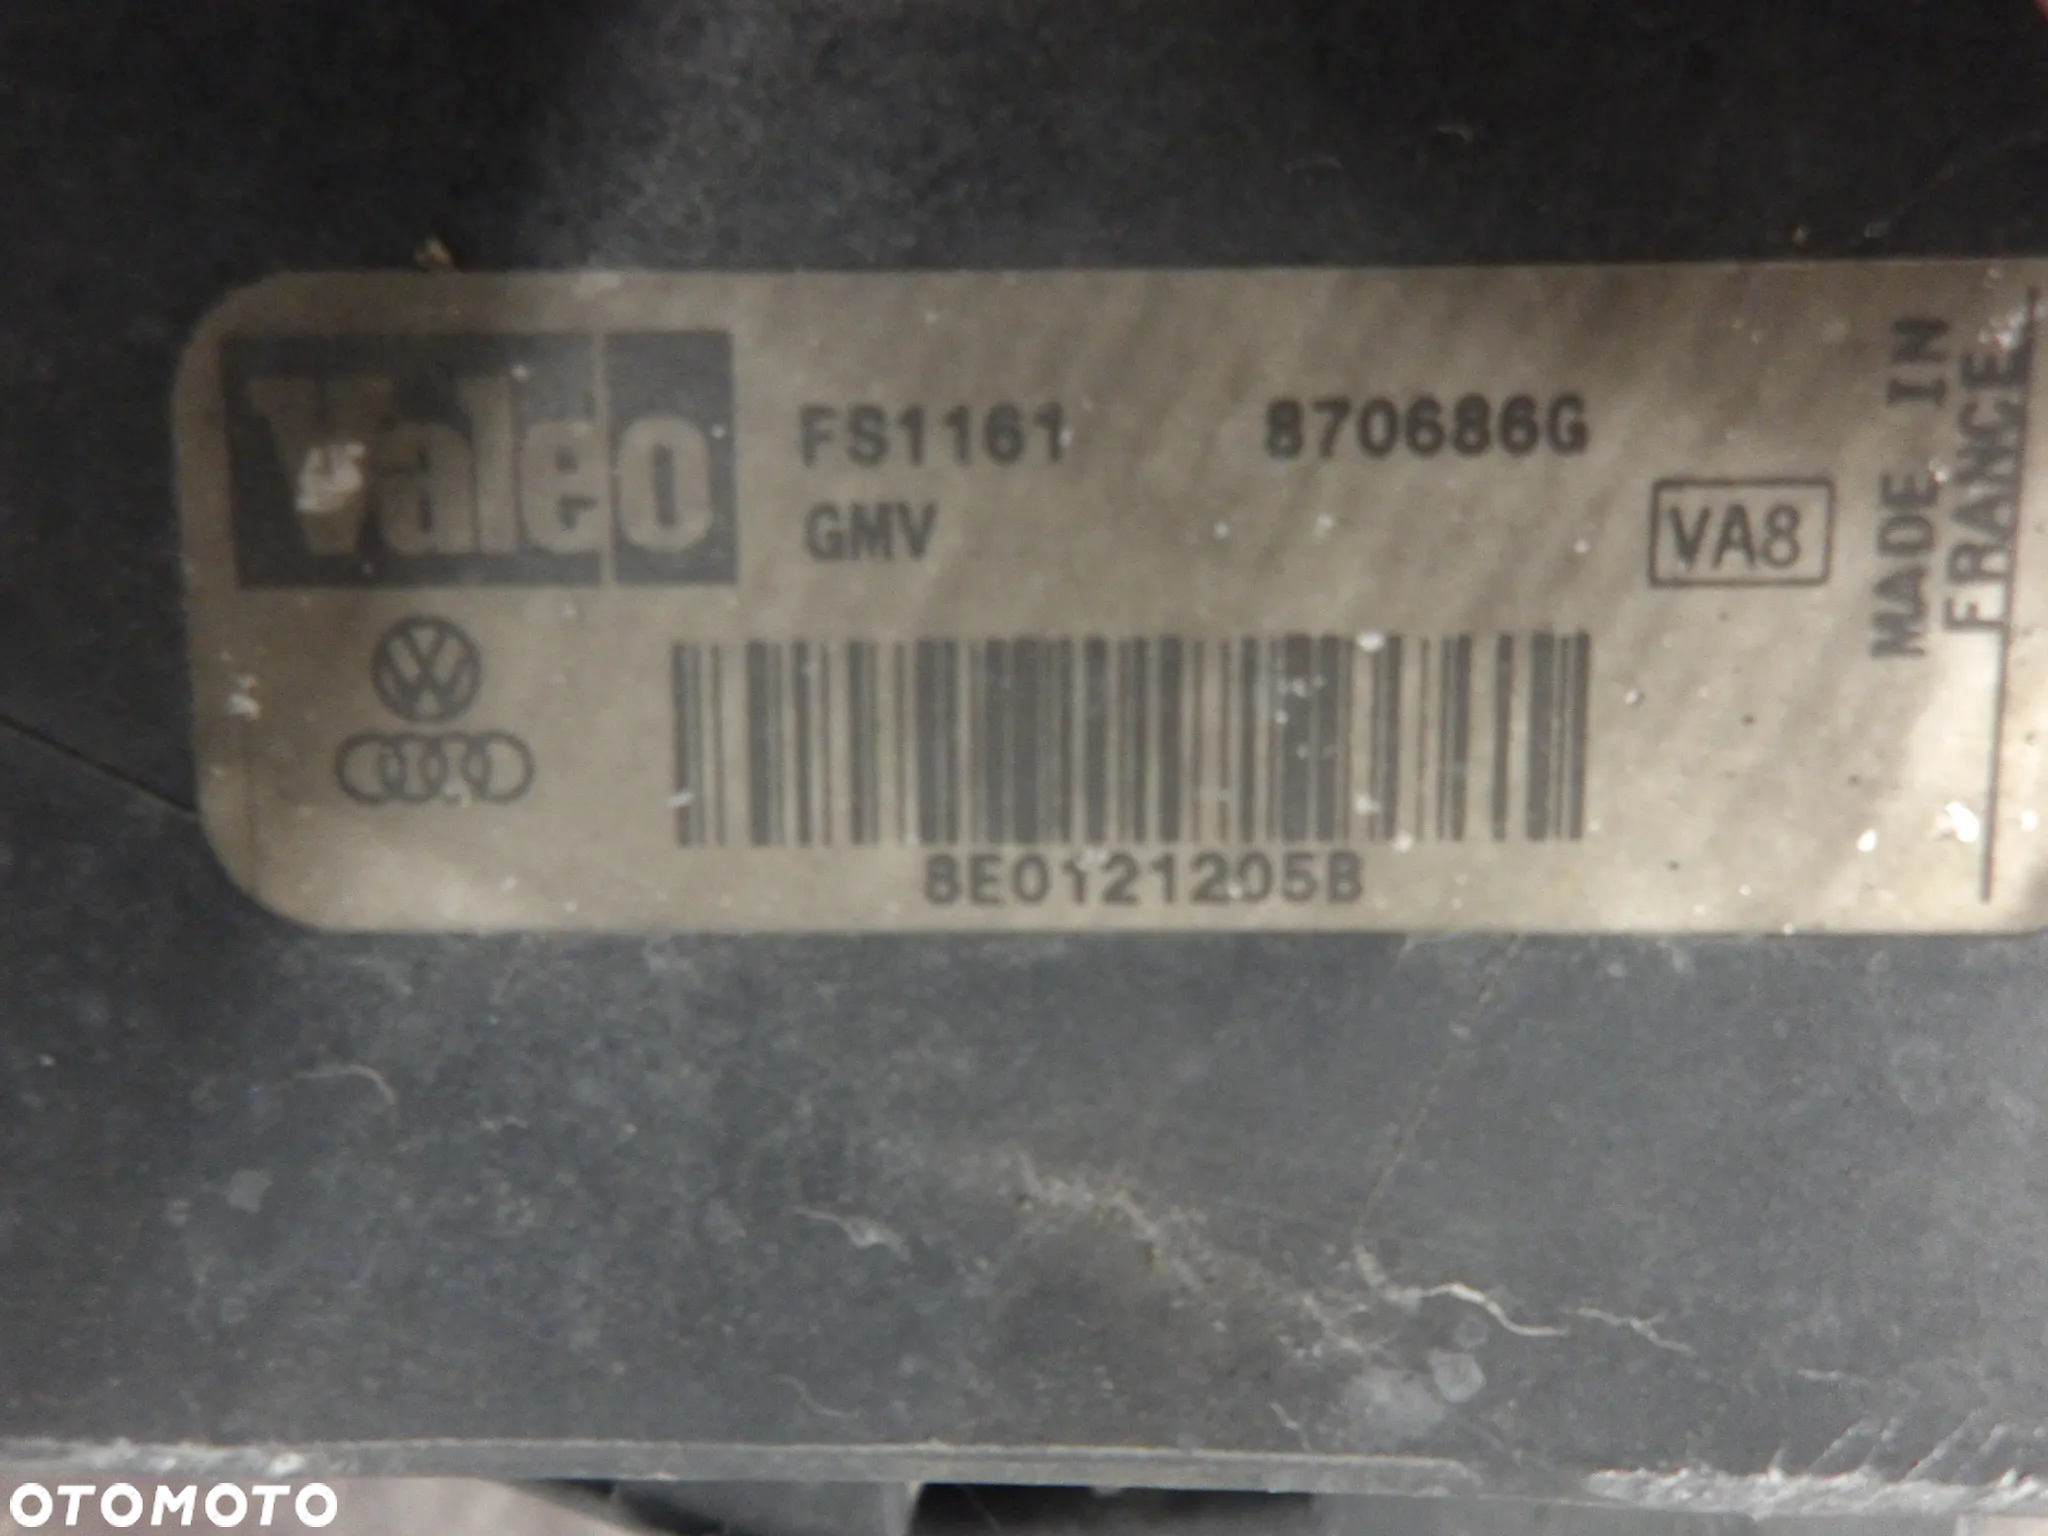 Valeo
FS1161 870686G
GMV
VA8
MADE IN
FRANCE
8E0121205B
OTOMOTO